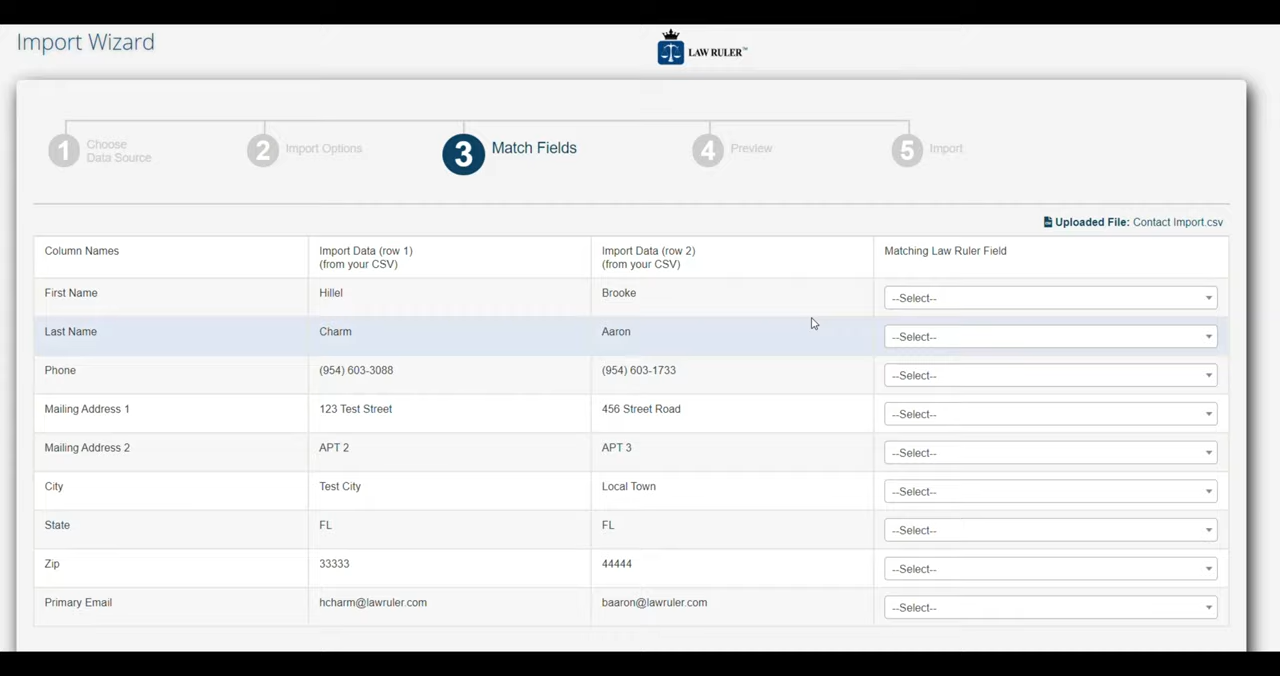 Import Wizard
LAW RULER™
1 Choose Data Source
2 Import Options
3 Match Fields
4 Preview
5 Import
Uploaded File: Contact Import.csv
Column Names
Import Data (row 1)
(from your CSV)
Import Data (row 2)
(from your CSV)
Matching Law Ruler Field
First Name Hillel Brooke --Select--
Last Name Charm Aaron --Select--
Phone (954) 603-3088 (954) 603-1733 --Select--
Mailing Address 1 123 Test Street 456 Street Road --Select--
Mailing Address 2 APT 2 APT 3 --Select--
City Test City Local Town --Select--
State FL FL --Select--
Zip 33333 44444 --Select--
Primary Email hcharm@lawruler.com baaron@lawruler.com --Select--